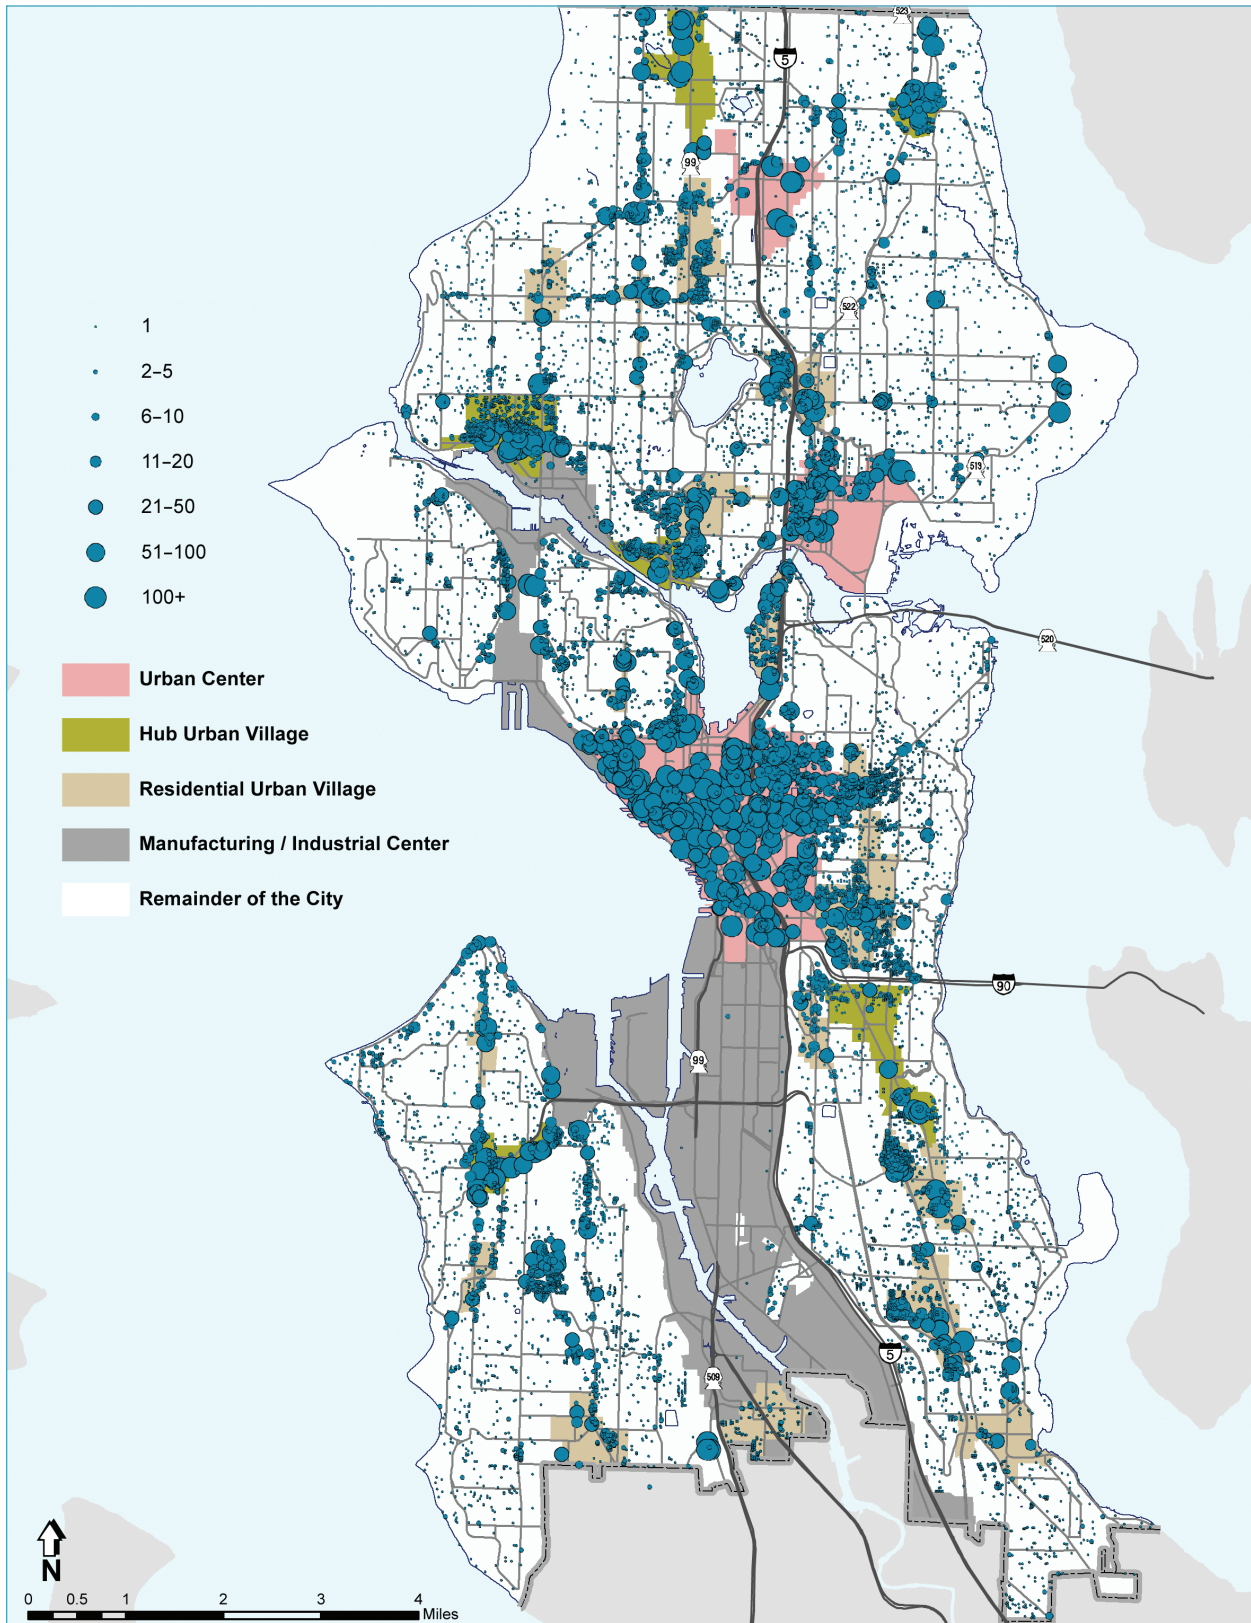 523
5
99
522
513
1
2–5
6–10
11–20
21–50
51–100
100+
520
Urban Center
Hub Urban Village
Residential Urban Village
Manufacturing / Industrial Center
Remainder of the City
90
99
5
509
N
0 0.5 1 2 3 4
Miles